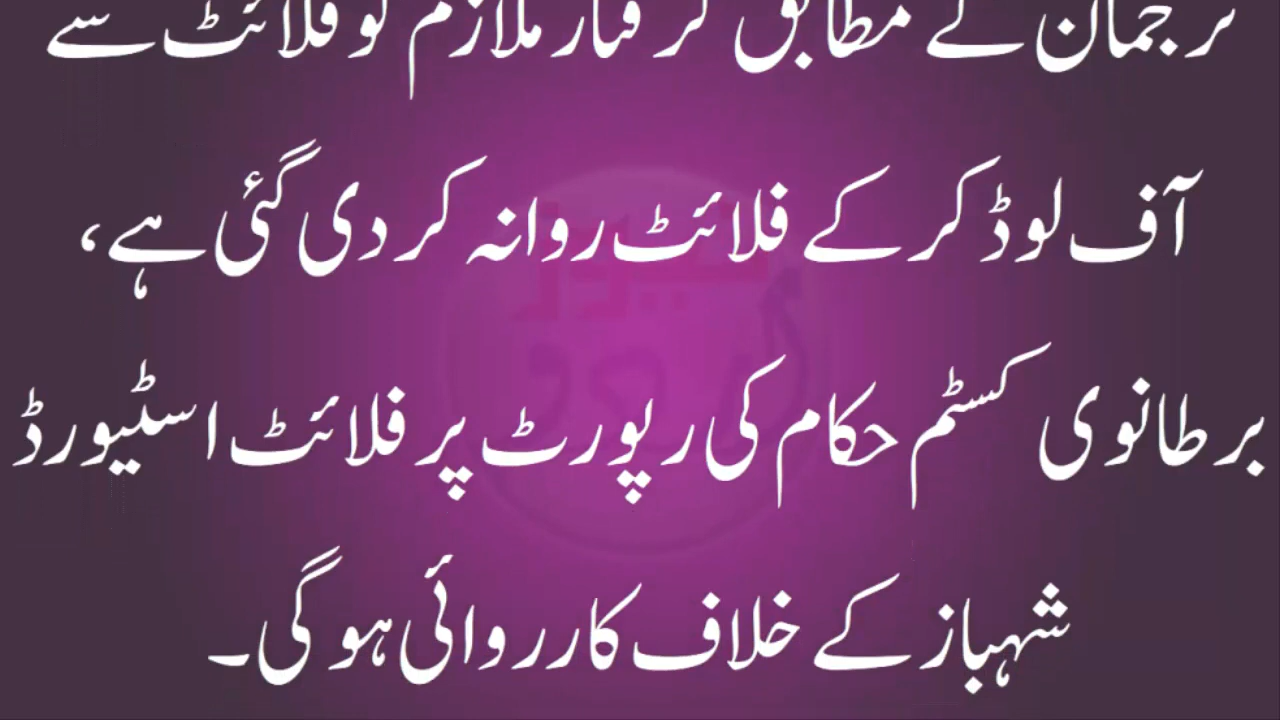 ترجمان کے مطابق گرفتار ملازم کو فلائٹ سے
آف لوڈ کر کے فلائٹ روانہ کر دی گئی ہے،
برطانوی کسٹم حکام کی رپورٹ پر فلائٹ اسٹیورڈ
شہباز کے خلاف کارروائی ہو گی۔